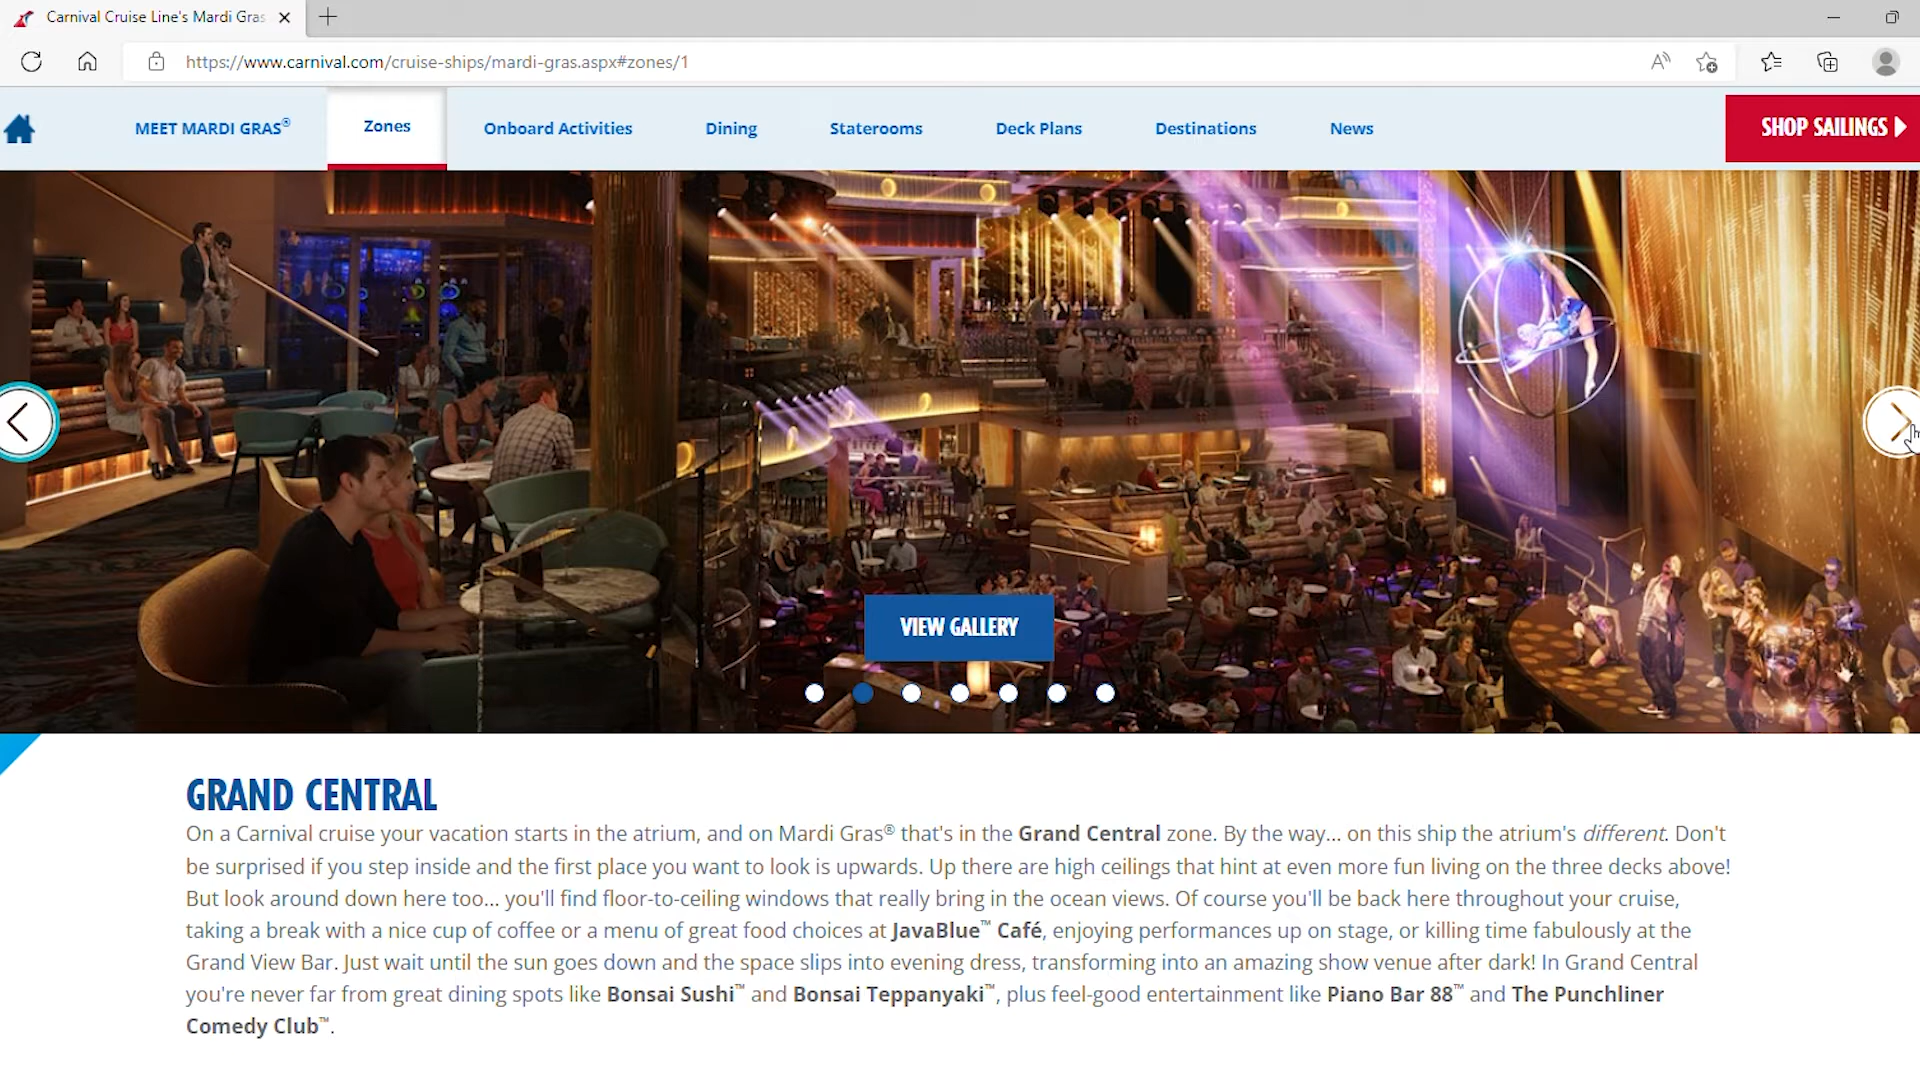 Carnival Cruise Line's Mardi Gras
https://www.carnival.com/cruise-ships/mardi-gras.aspx#zones/1
MEET MARDI GRAS® Zones Onboard Activities Dining Staterooms Deck Plans Destinations News SHOP SAILINGS
VIEW GALLERY
GRAND CENTRAL
On a Carnival cruise your vacation starts in the atrium, and on Mardi Gras® that's in the Grand Central zone. By the way... on this ship the atrium's different. Don't
be surprised if you step inside and the first place you want to look is upwards. Up there are high ceilings that hint at even more fun living on the three decks above!
But look around down here too... you'll find floor-to-ceiling windows that really bring in the ocean views. Of course you'll be back here throughout your cruise,
taking a break with a nice cup of coffee or a menu of great food choices at JavaBlue™ Café, enjoying performances up on stage, or killing time fabulously at the
Grand View Bar. Just wait until the sun goes down and the space slips into evening dress, transforming into an amazing show venue after dark! In Grand Central
you're never far from great dining spots like Bonsai Sushi™ and Bonsai Teppanyaki™, plus feel-good entertainment like Piano Bar 88™ and The Punchliner
Comedy Club™.